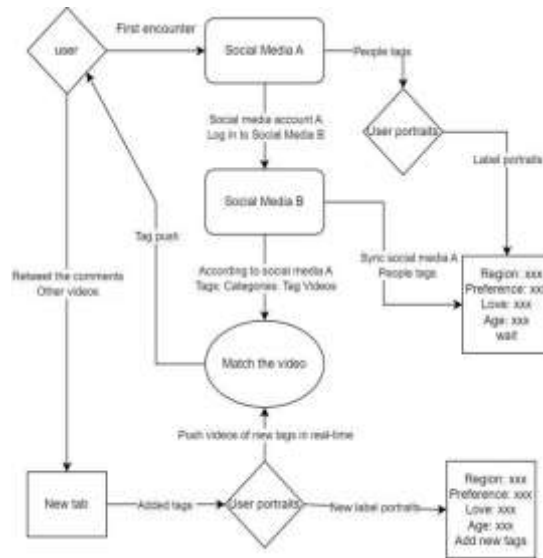 First encounter
user
Social Media A
People tags
Social media account A
Log in to Social Media B
User portraits
Label portraits
Social Media B
Tag push
Sync social media A
People tags
Retweet the comments
Other videos
According to social media A
Tags: Categories: Tag Videos
Region: xxx
Preference: xxx
Love: xxx
Age: xxx
wait
Match the video
Push videos of new tags in real-time
New tab
Added tags
User portraits
New label portraits
Region: xxx
Preference: xxx
Love: xxx
Age: xxx
Add new tags